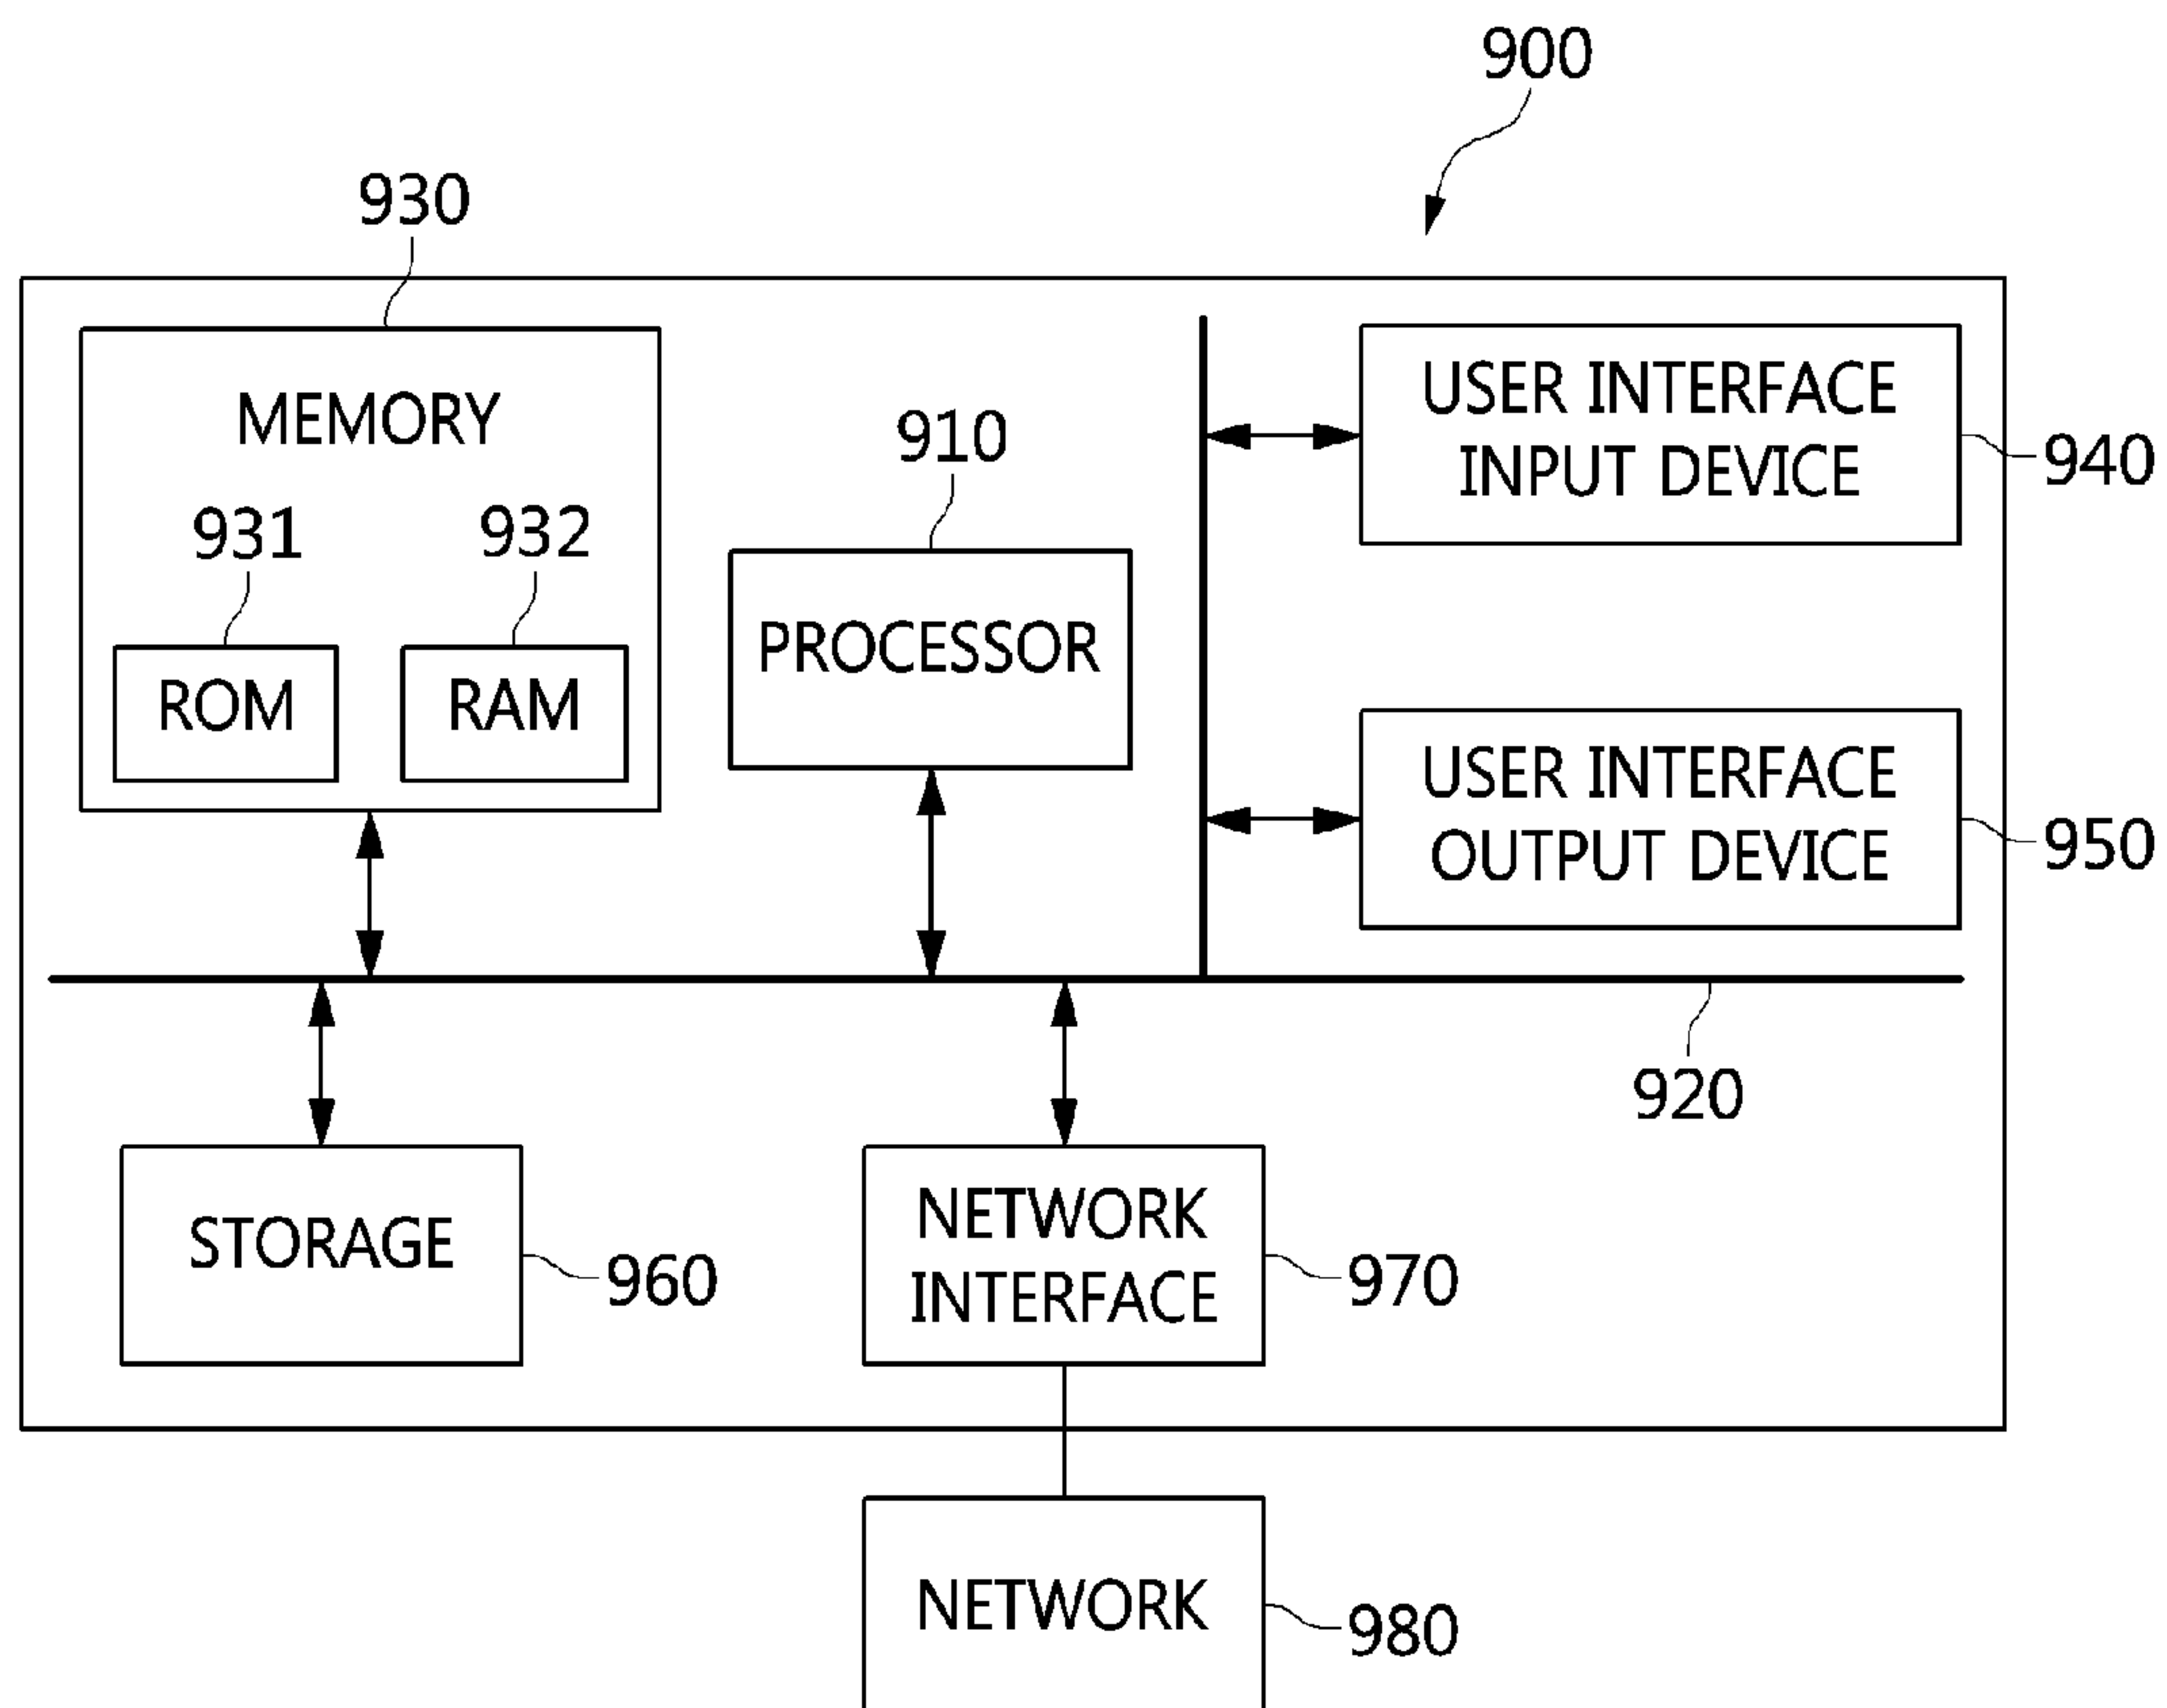 900
930
MEMORY
931
932
ROM
RAM
910
PROCESSOR
USER INTERFACE
INPUT DEVICE
940
USER INTERFACE
OUTPUT DEVICE
950
920
STORAGE
960
NETWORK
INTERFACE
970
NETWORK
980